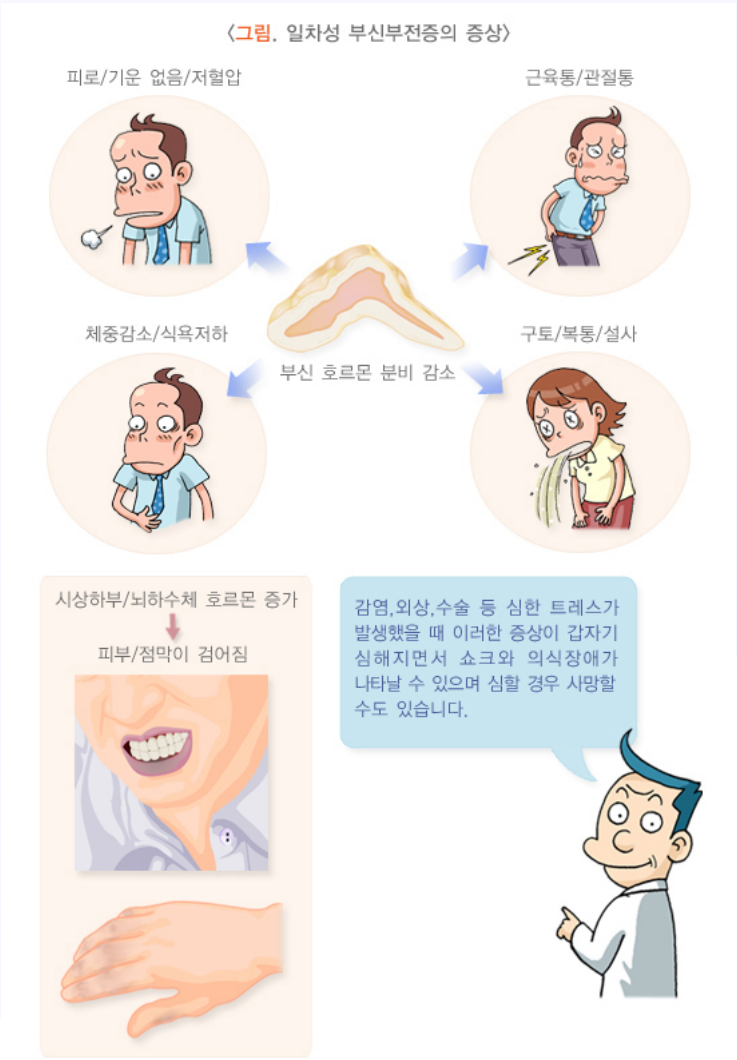 <그림. 일차성 부신부전증의 증상>
피로/기운 없음/저혈압
근육통/관절통
체중감소/식욕저하
구토/복통/설사
부신 호르몬 분비 감소
시상하부/뇌하수체 호르몬 증가
피부/점막이 검어짐
감염,외상,수술 등 심한 트레스가
발생했을 때 이러한 증상이 갑자기
심해지면서 쇼크와 의식장애가
나타날 수 있으며 심할 경우 사망할
수도 있습니다.